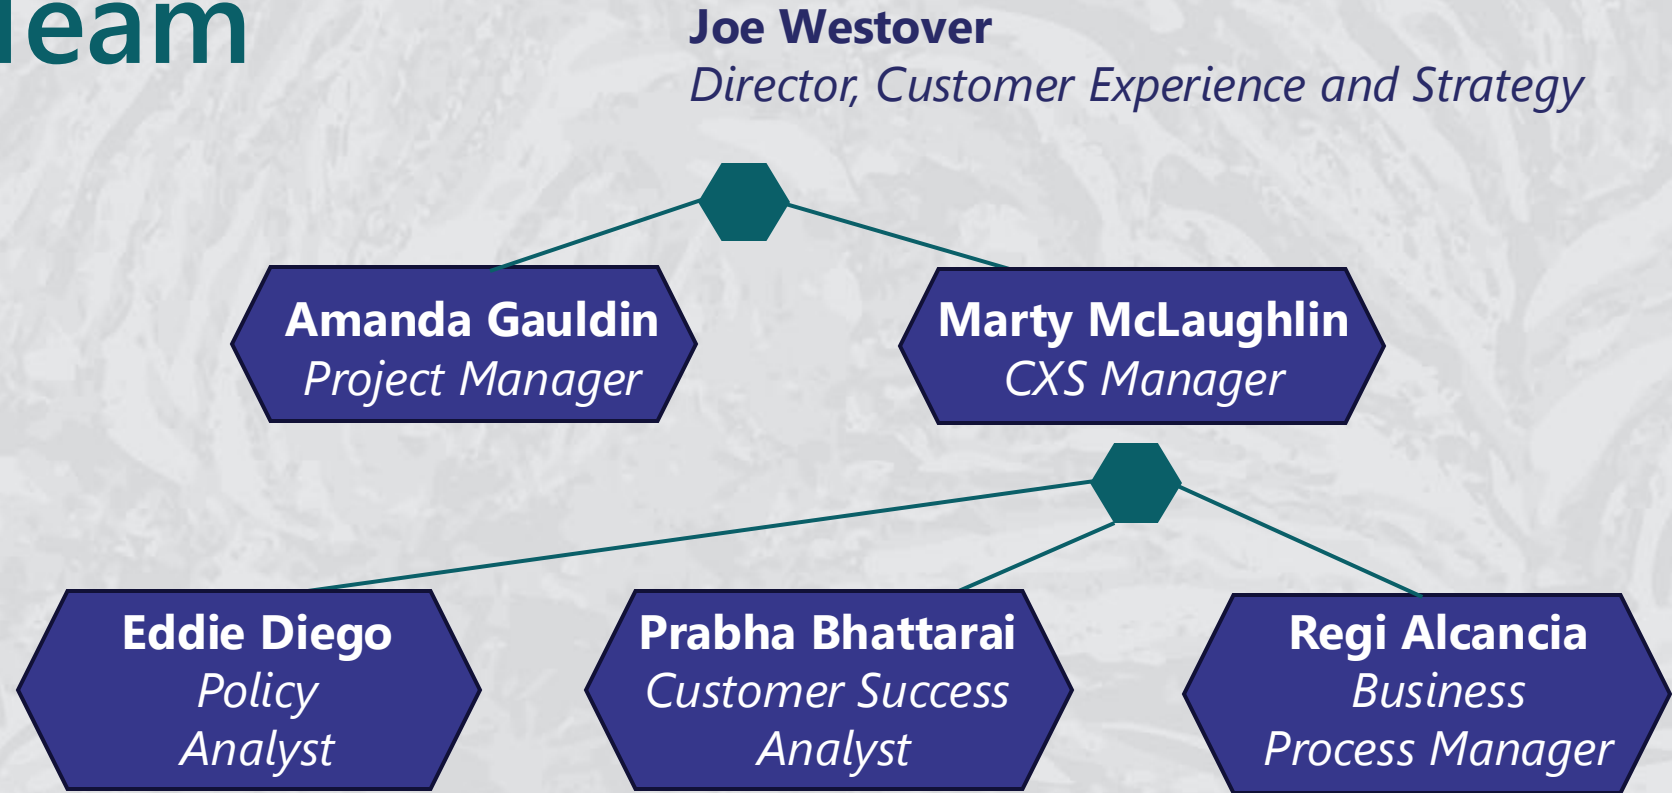 Team
Joe Westover
Director, Customer Experience and Strategy
Amanda Gauldin
Project Manager
Marty McLaughlin
CXS Manager
Eddie Diego
Policy
Analyst
Prabha Bhattarai
Customer Success
Analyst
Regi Alcancia
Business
Process Manager